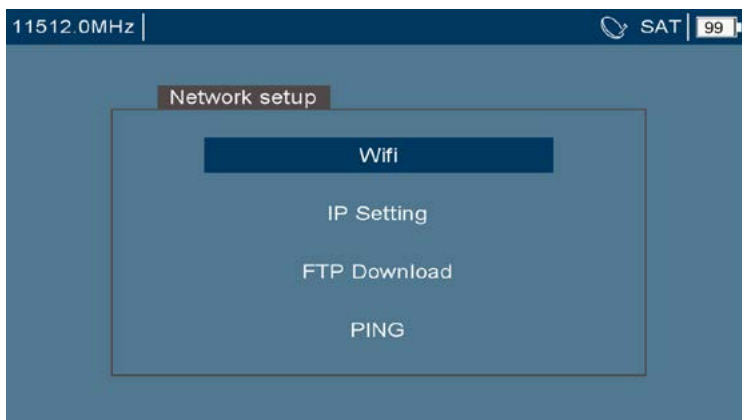 11512.0MHz SAT 99
Network setup
Wifi
IP Setting
FTP Download
PING